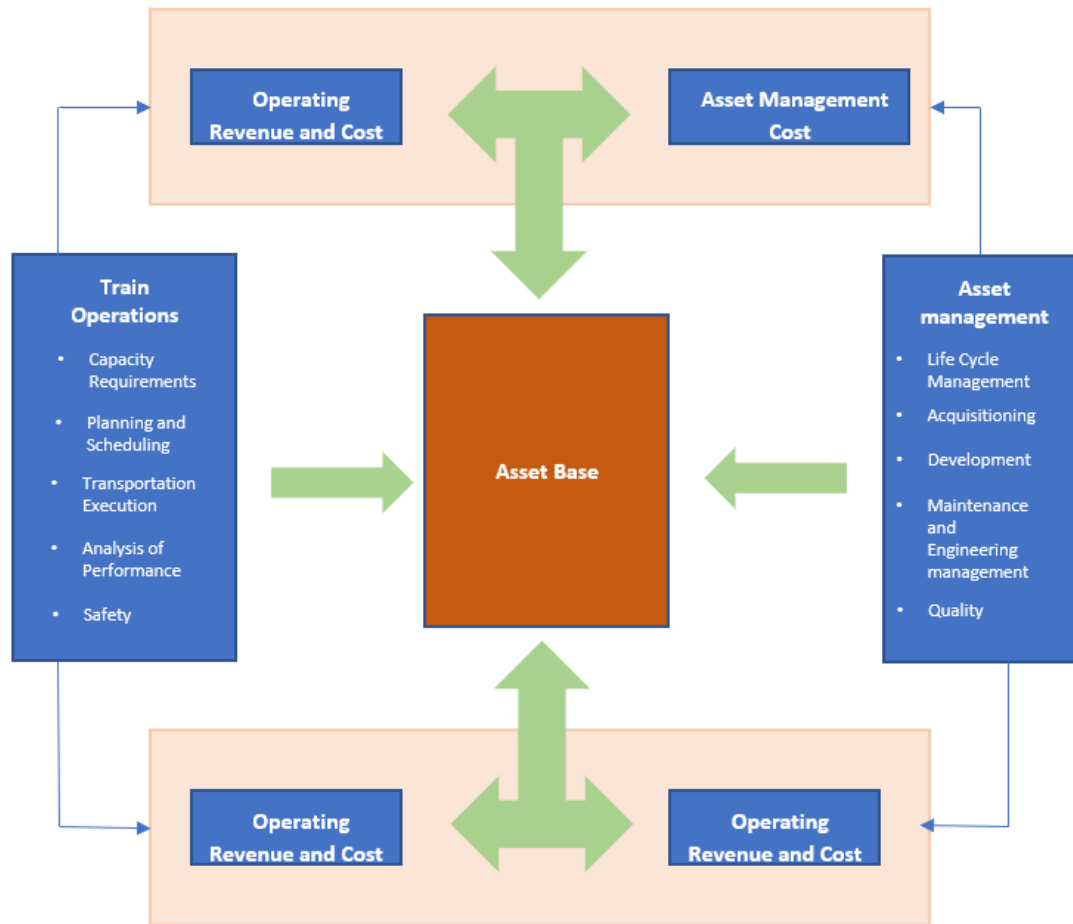 Operating
Revenue and Cost
Asset Management
Cost
Train
Operations
• Capacity
Requirements
• Planning and
Scheduling
• Transportation
Execution
• Analysis of
Performance
• Safety
Asset Base
Asset
management
• Life Cycle
Management
• Acquisitioning
• Development
• Maintenance
and
Engineering
management
• Quality
Operating
Revenue and Cost
Operating
Revenue and Cost